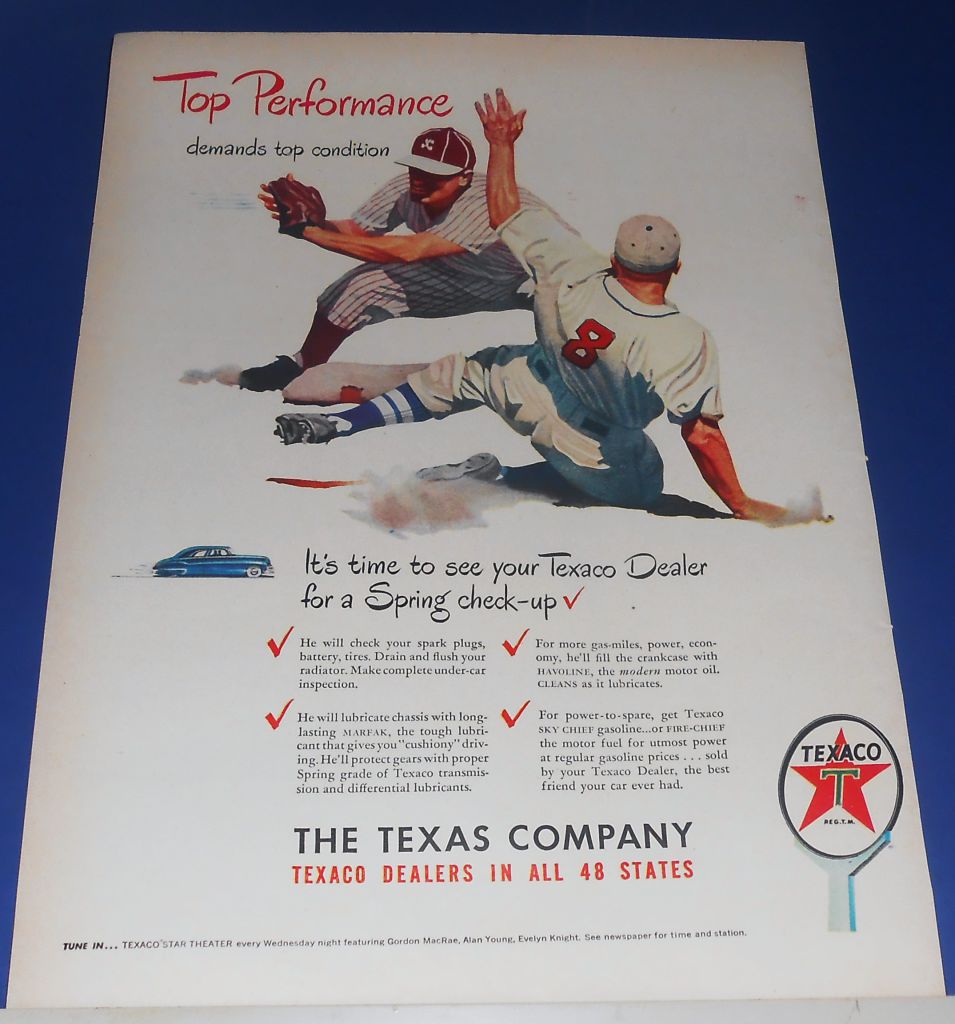 Top Performance
demands top condition
8
It's time to see your Texaco Dealer
for a Spring check-up ✓
✓ He will check your spark plugs,
battery, tires. Drain and flush your
radiator. Make complete under-car
inspection.
✓ He will lubricate chassis with long-
lasting MARFAK, the tough lubri-
cant that gives you "cushiony" driv-
ing. He'll protect gears with proper
Spring grade of Texaco transmis-
sion and differential lubricants.
✓ For more gas-miles, power, econ-
omy, he'll fill the crankcase with
HAVOLINE, the modern motor oil.
CLEANS as it lubricates.
✓ For power-to-spare, get Texaco
SKY CHIEF gasoline...or FIRE-CHIEF
the motor fuel for utmost power
at regular gasoline prices . . . sold
by your Texaco Dealer, the best
friend your car ever had.
TEXACO
T
REG.T.M.
THE TEXAS COMPANY
TEXACO DEALERS IN ALL 48 STATES
TUNE IN... TEXACO STAR THEATER every Wednesday night featuring Gordon MacRae, Alan Young, Evelyn Knight. See newspaper for time and station.